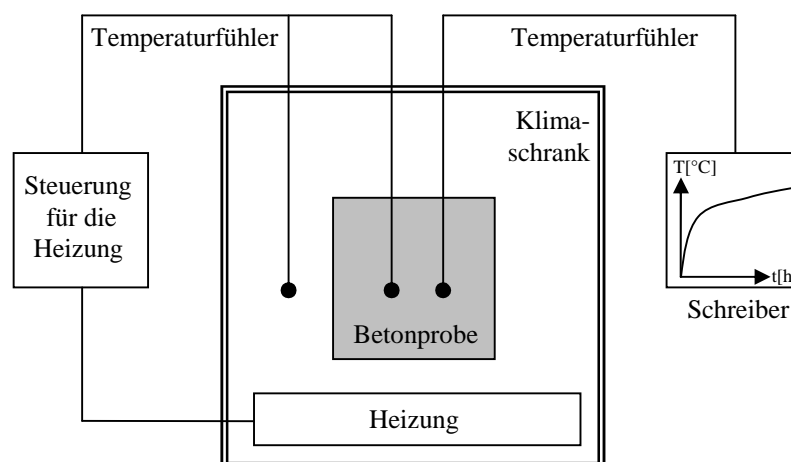 Temperaturfühler
Temperaturfühler
Klima-
schrank
Steuerung
für die
Heizung
T[°C]
t[h
Schreiber
Betonprobe
Heizung